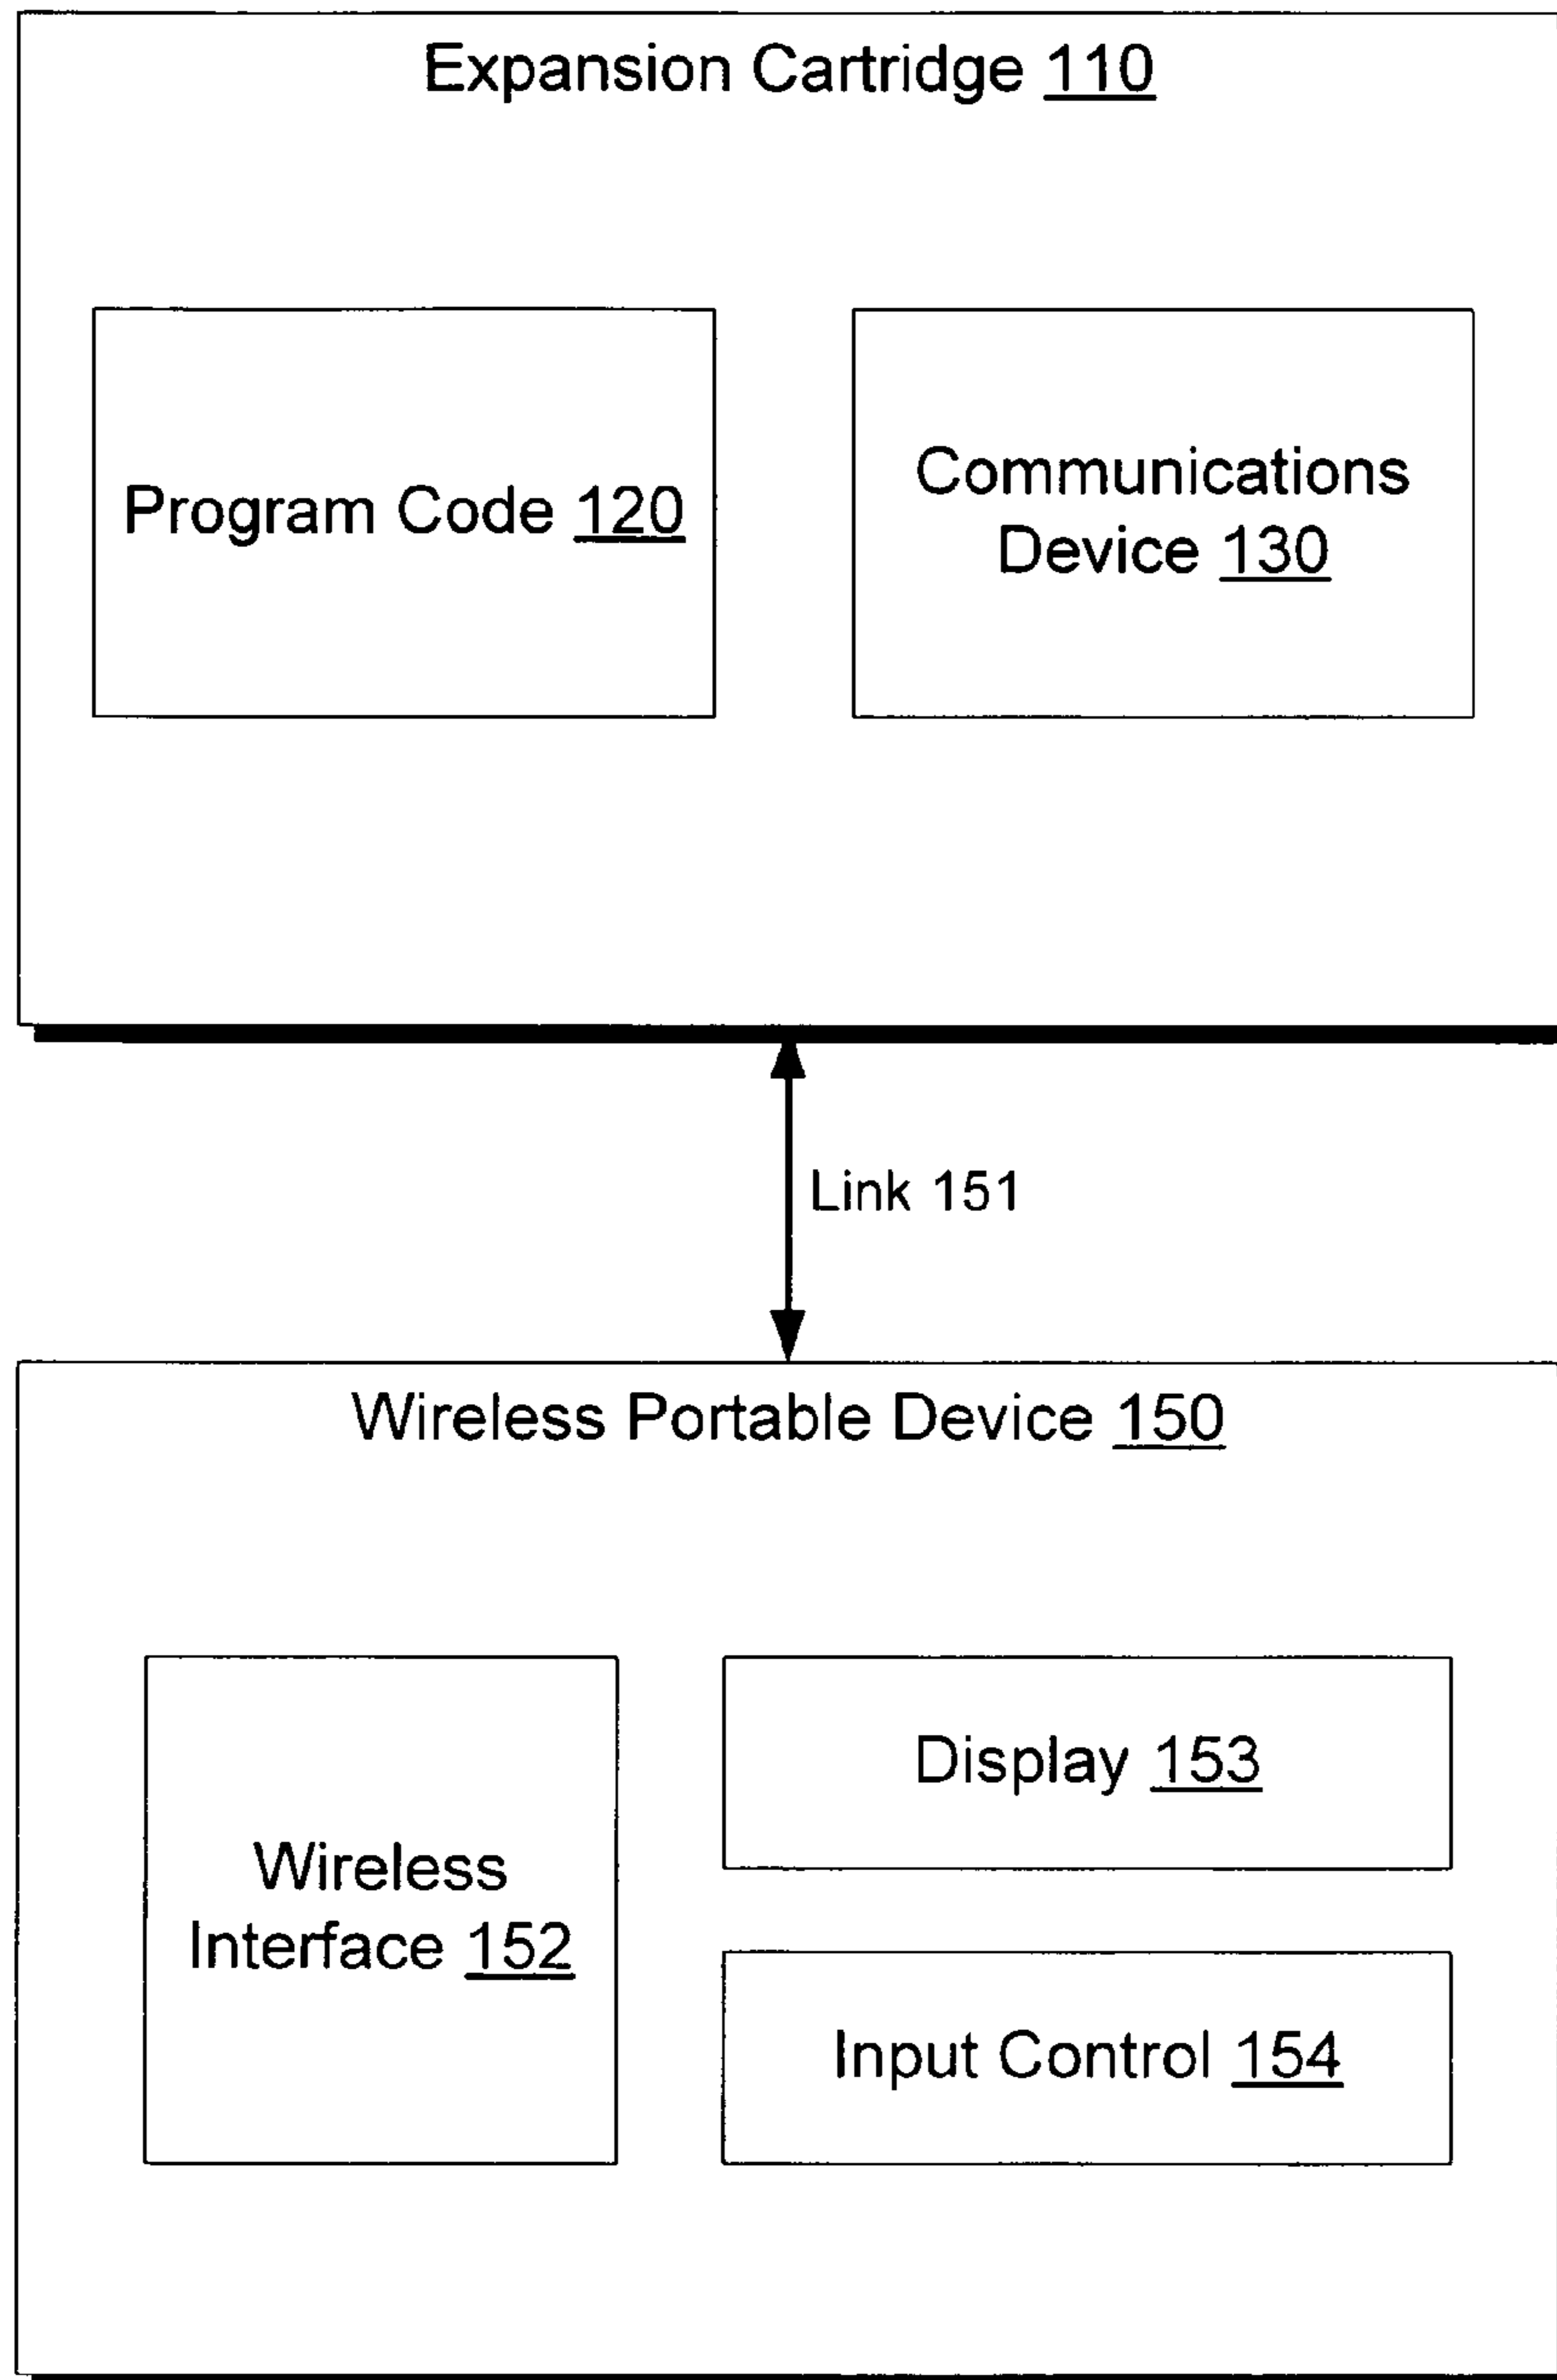 Expansion Cartridge 110
Program Code 120
Communications
Device 130
Link 151
Wireless Portable Device 150
Wireless
Interface 152
Display 153
Input Control 154